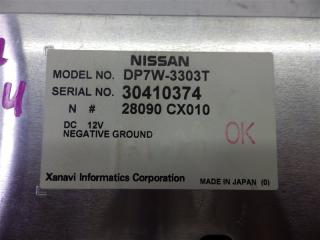 NISSAN
MODEL NO. DP7W-3303T
SERIAL NO. 30410374
N # 28090 CX010
DC 12V
NEGATIVE GROUND
OK
Xanavi Informatics Corporation
MADE IN JAPAN (0)